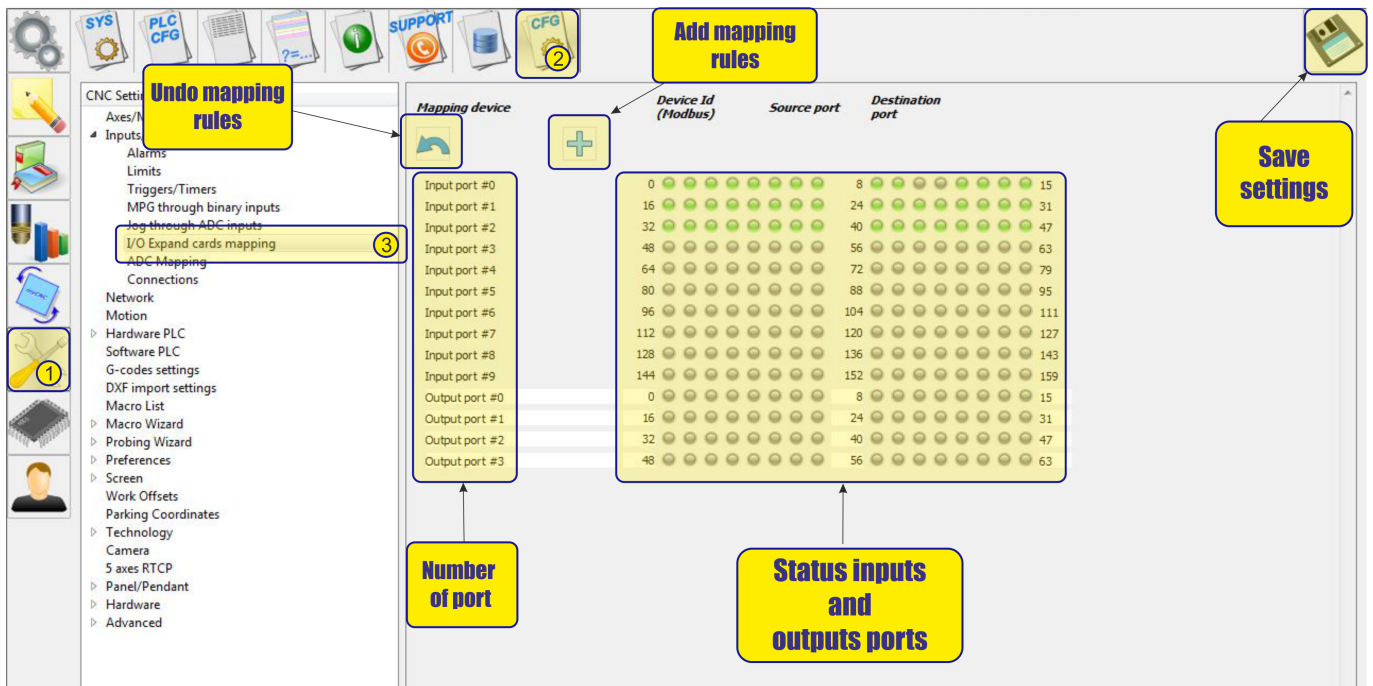 SYS
PLC
CFG
?=...
SUPPORT
CFG
2
Add mapping
rules
Undo mapping
rules
Save
settings
CNC Setti
Axes/M
Inputs/
Alarms
Limits
Triggers/Timers
MPG through binary inputs
Jog through ADC inputs
I/O Expand cards mapping
3
ADC Mapping
Connections
Network
Motion
Hardware PLC
Software PLC
G-codes settings
DXF import settings
Macro List
Macro Wizard
Probing Wizard
Preferences
Screen
Work Offsets
Parking Coordinates
Technology
Camera
5 axes RTCP
Panel/Pendant
Hardware
Advanced
myCNC
1
Mapping device
Device Id
(Modbus)
Source port
Destination
port
Input port #0 0 8 15
Input port #1 16 24 31
Input port #2 32 40 47
Input port #3 48 56 63
Input port #4 64 72 79
Input port #5 80 88 95
Input port #6 96 104 111
Input port #7 112 120 127
Input port #8 128 136 143
Input port #9 144 152 159
Output port #0 0 8 15
Output port #1 16 24 31
Output port #2 32 40 47
Output port #3 48 56 63
Number
of port
Status inputs
and
outputs ports